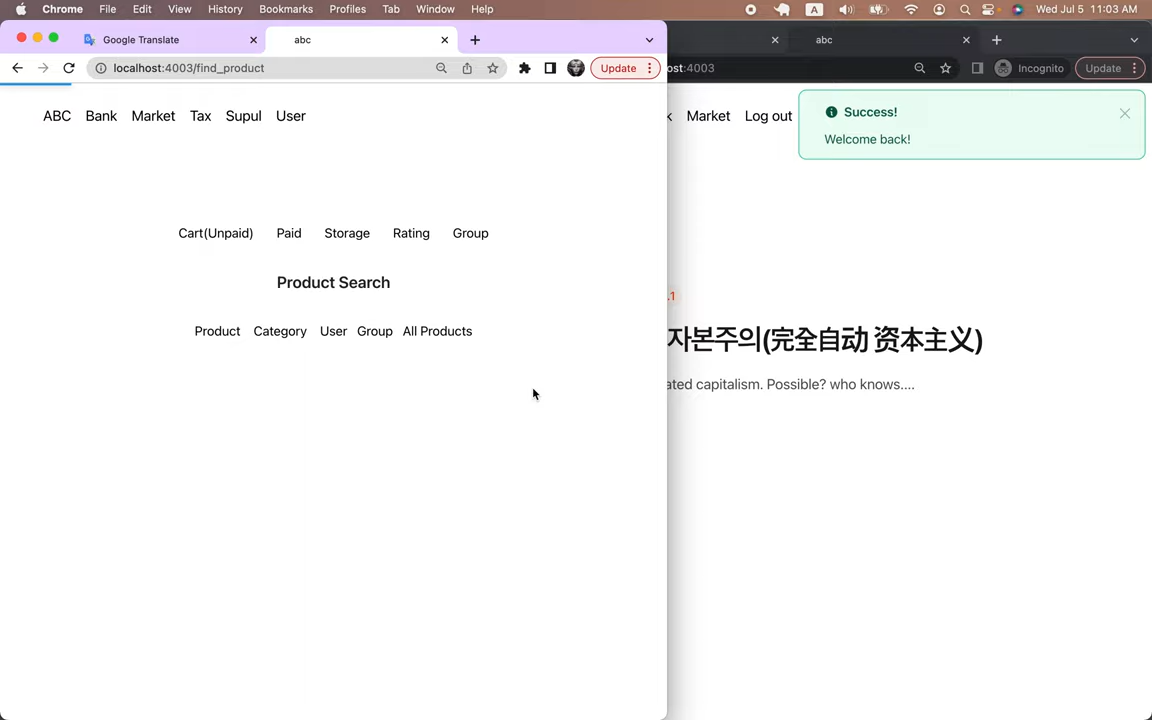 Chrome File Edit View History Bookmarks Profiles Tab Window Help A Wed Jul 5 11:03 AM
Google Translate abc
localhost:4003/find_product Update
ABC Bank Market Tax Supul User
Cart(Unpaid) Paid Storage Rating Group
Product Search
Product Category User Group All Products
abc
ost:4003 Incognito Update
k Market Log out
Success!
Welcome back!
.1
자본주의(完全自动 资本主义)
ated capitalism. Possible? who knows....